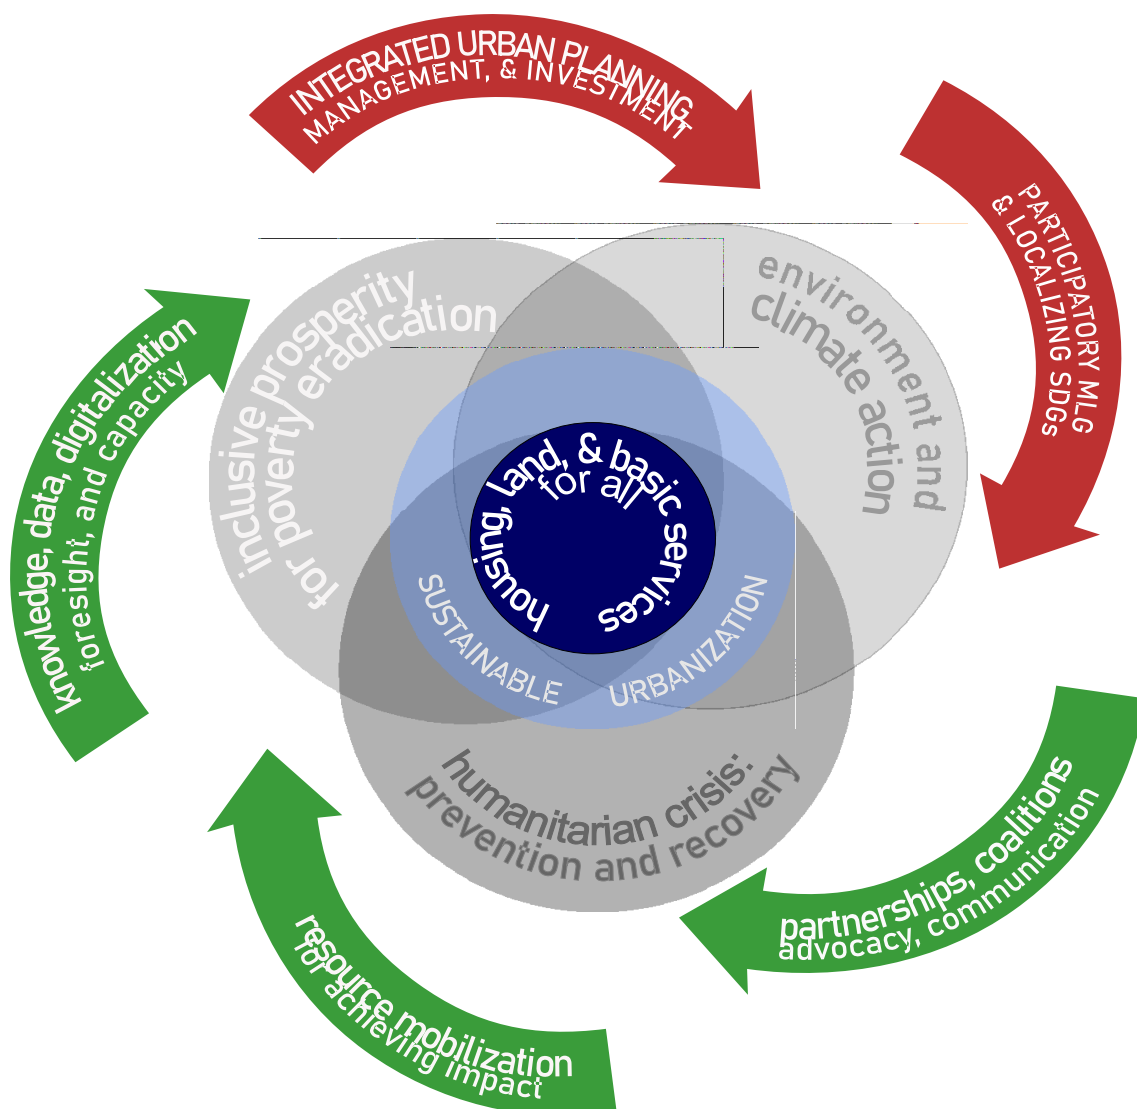 INTEGRATED URBAN PLANNING
MANAGEMENT, & INVESTMENT
PARTICIPATORY MLG
& LOCALIZING SDGs
inclusive prosperity
for poverty eradication
environment and
climate action
knowledge, data, digitalization
foresight, and capacity
housing, land, & basic services
for all
SUSTAINABLE URBANIZATION
humanitarian crisis:
prevention and recovery
partnerships, coalitions
advocacy, communication
resource mobilization
for achieving impact